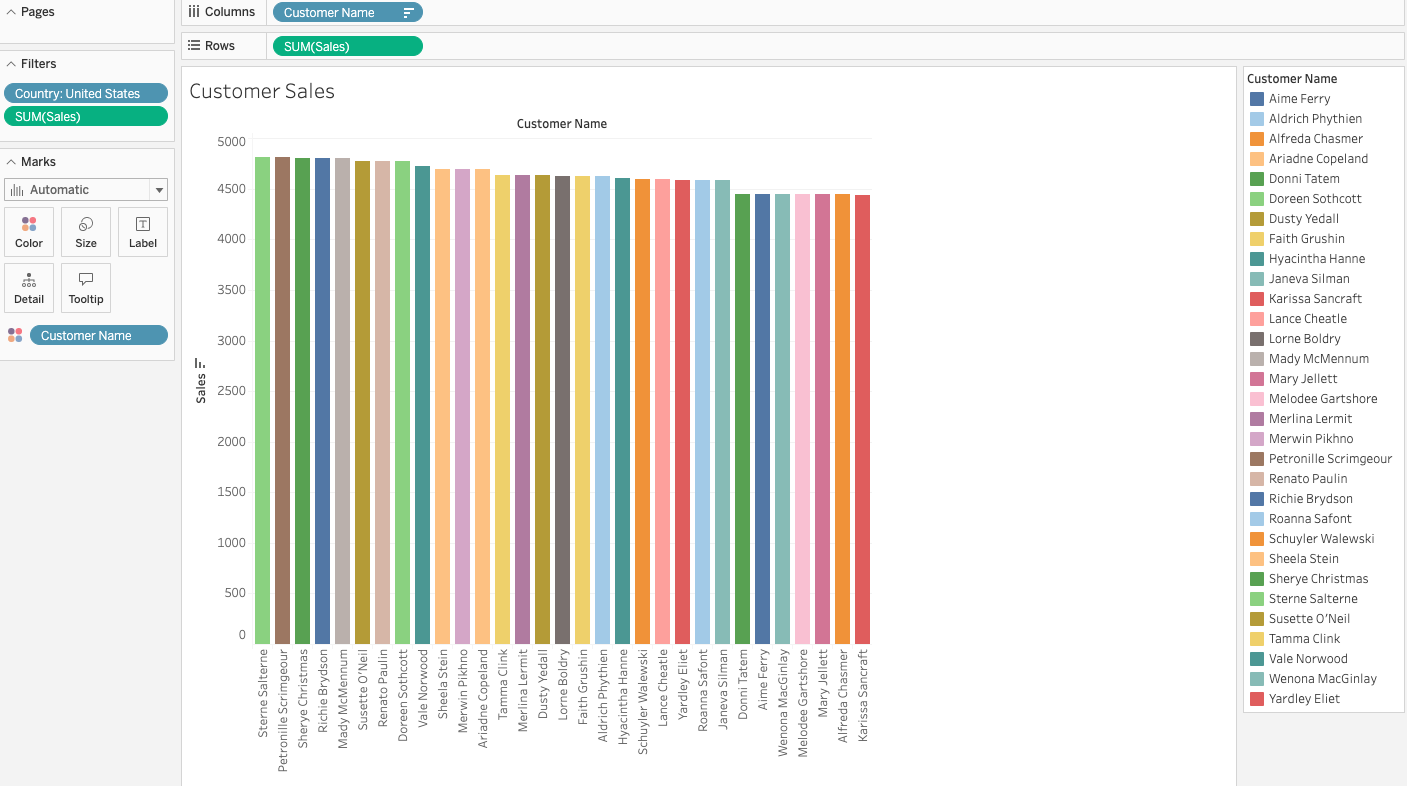 Pages
Columns
Customer Name
Rows
SUM(Sales)
Filters
Country: United States
SUM(Sales)
Marks
Automatic
Color
Size
Label
Detail
Tooltip
Customer Name
Customer Sales
Customer Name
5000
4500
4000
3500
3000
2500
2000
1500
1000
500
0
Sales
Sterne Salterne
Petronille Scrimgeour
Sherye Christmas
Richie Brydson
Mady McMennum
Susette O'Neil
Renato Paulin
Doreen Sothcott
Vale Norwood
Sheela Stein
Merwin Pikhno
Ariadne Copeland
Tamma Clink
Merlina Lermit
Dusty Yedall
Lorne Boldry
Faith Grushin
Aldrich Phythien
Hyacintha Hanne
Schuyler Walewski
Lance Cheatle
Yardley Eliet
Roanna Safont
Janeva Silman
Donni Tatem
Aime Ferry
Wenona MacGinlay
Melodee Gartshore
Mary Jellett
Alfreda Chasmer
Karissa Sancraft
Customer Name
Aime Ferry
Aldrich Phythien
Alfreda Chasmer
Ariadne Copeland
Donni Tatem
Doreen Sothcott
Dusty Yedall
Faith Grushin
Hyacintha Hanne
Janeva Silman
Karissa Sancraft
Lance Cheatle
Lorne Boldry
Mady McMennum
Mary Jellett
Melodee Gartshore
Merlina Lermit
Merwin Pikhno
Petronille Scrimgeour
Renato Paulin
Richie Brydson
Roanna Safont
Schuyler Walewski
Sheela Stein
Sherye Christmas
Sterne Salterne
Susette O'Neil
Tamma Clink
Vale Norwood
Wenona MacGinlay
Yardley Eliet